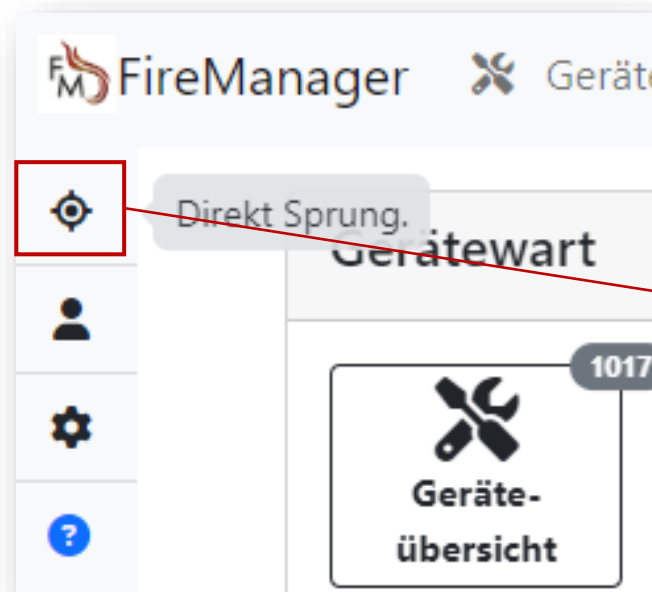 FM FireManager Geräte
Direkt Sprung.
Gerätewart
1017
Geräte-
übersicht
?